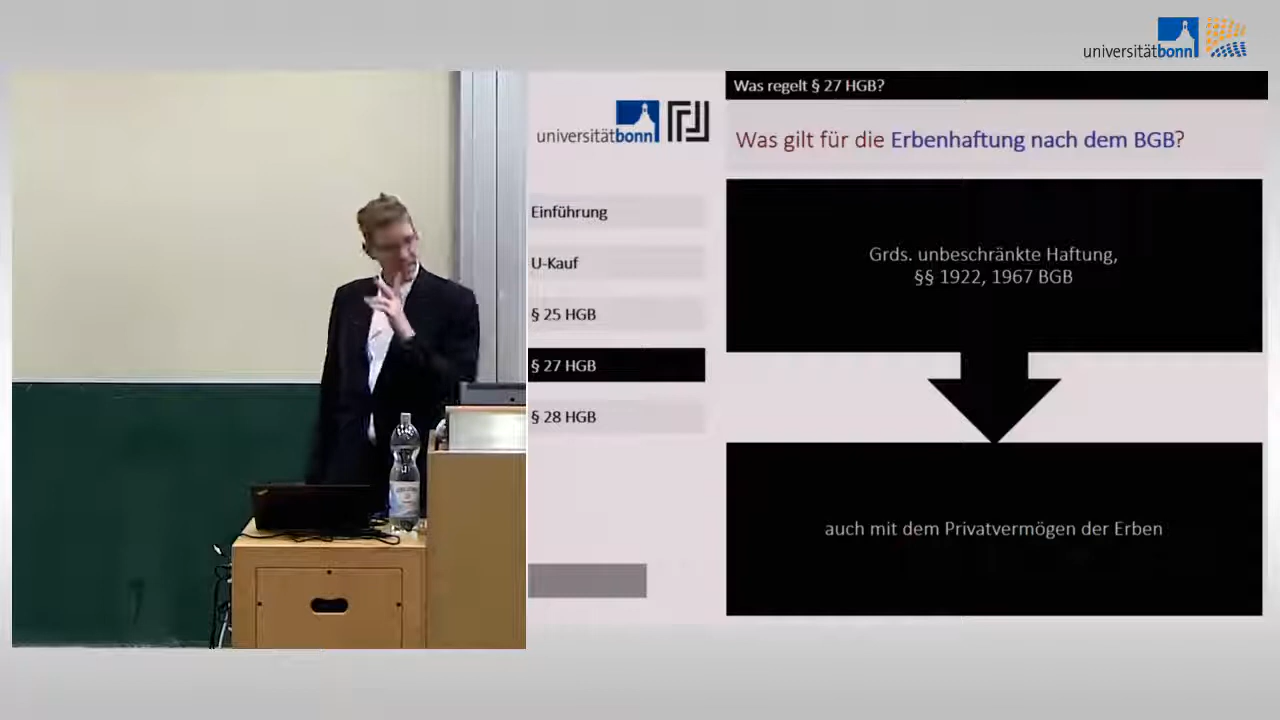 universitätbonn
universitätbonn
Einführung
U-Kauf
§ 25 HGB
§ 27 HGB
§ 28 HGB
Was regelt § 27 HGB?
Was gilt für die Erbenhaftung nach dem BGB?
Grds. unbeschränkte Haftung,
§§ 1922, 1967 BGB
auch mit dem Privatvermögen der Erben